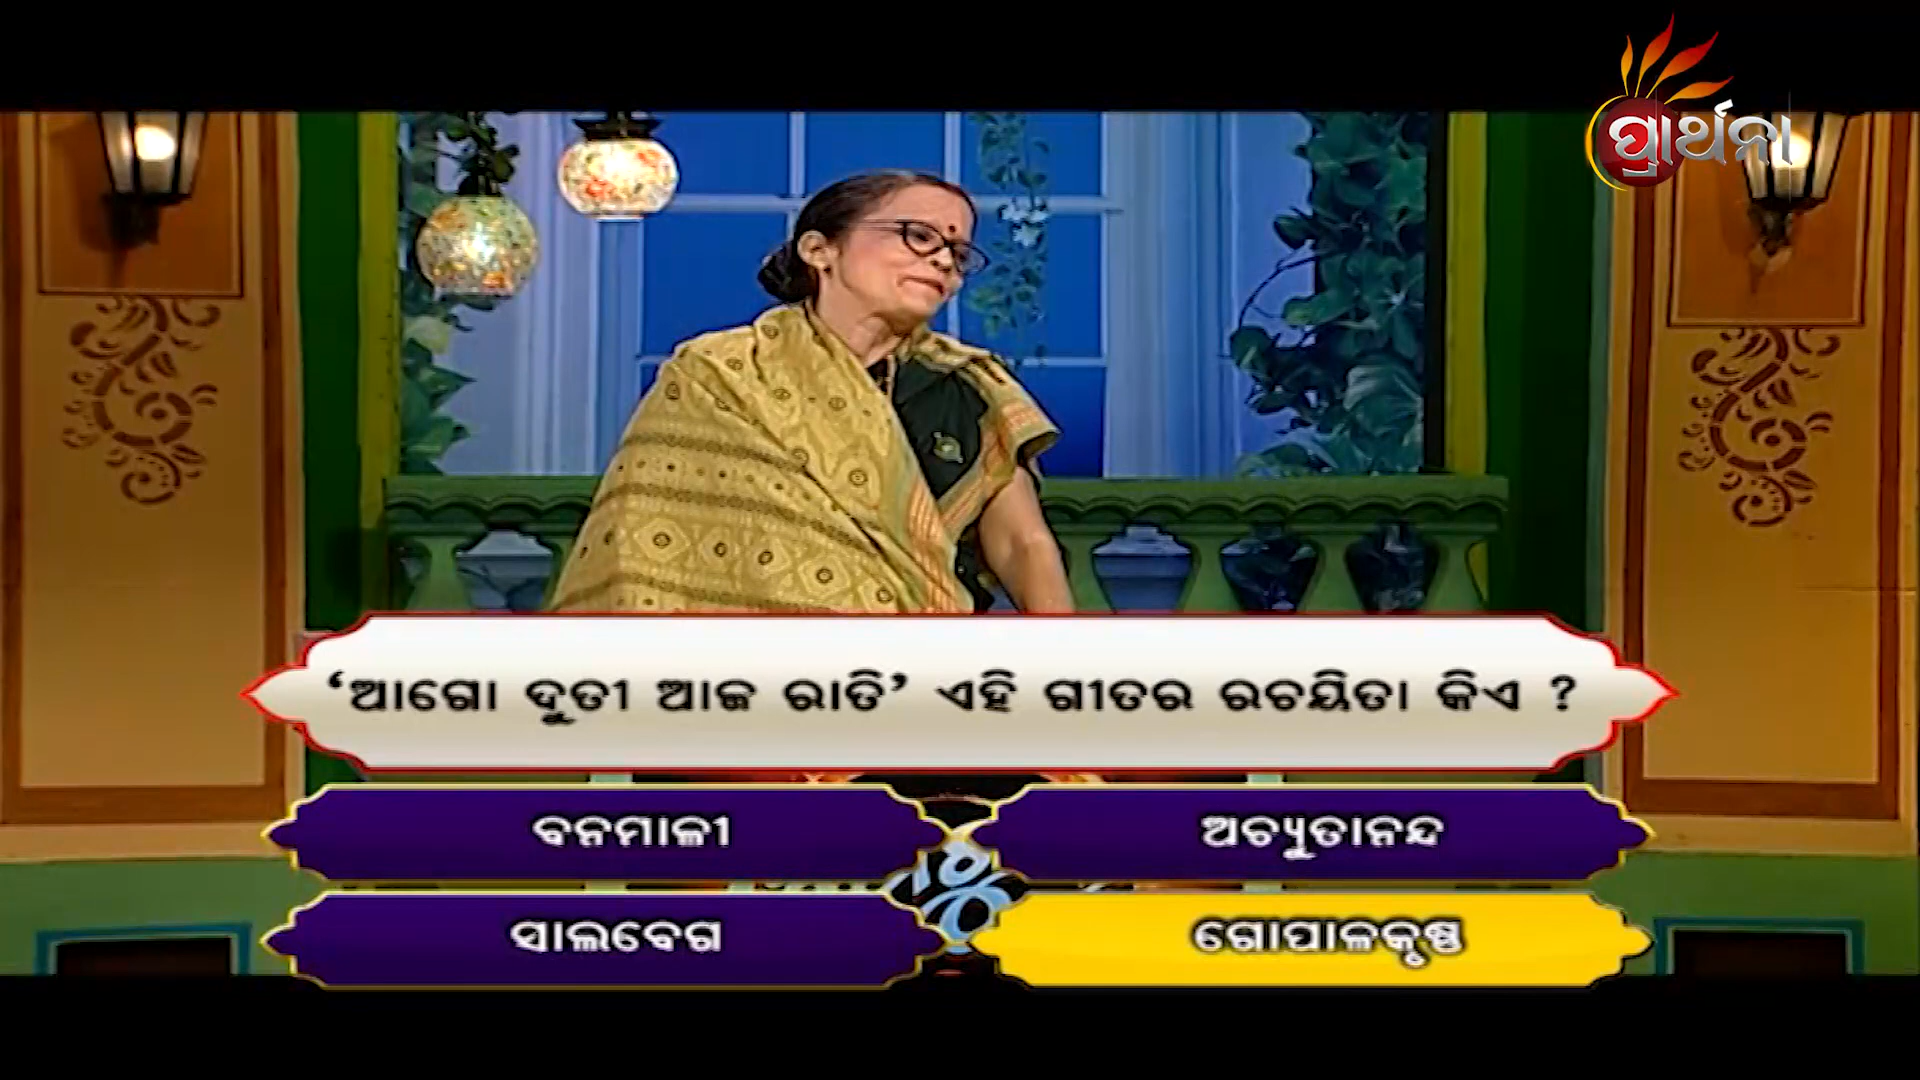 ପ୍ରାର୍ଥନା
‘ଆଗୋ ଦୁତୀ ଆଜ ରାତି’ ଏହି ଗୀତର ରଚୟିତା କିଏ ?
ବନମାଳୀ
ଅଚ୍ୟୁତାନନ୍ଦ
ସାଲବେଗ
ଗୋପାଳକୃଷ୍ଣ